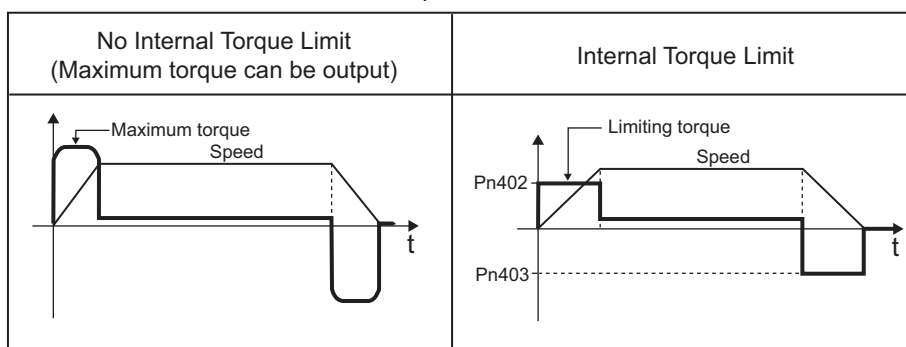 No Internal Torque Limit
(Maximum torque can be output)
Internal Torque Limit
Maximum torque
Speed
t
Limiting torque
Speed
Pn402
t
Pn403